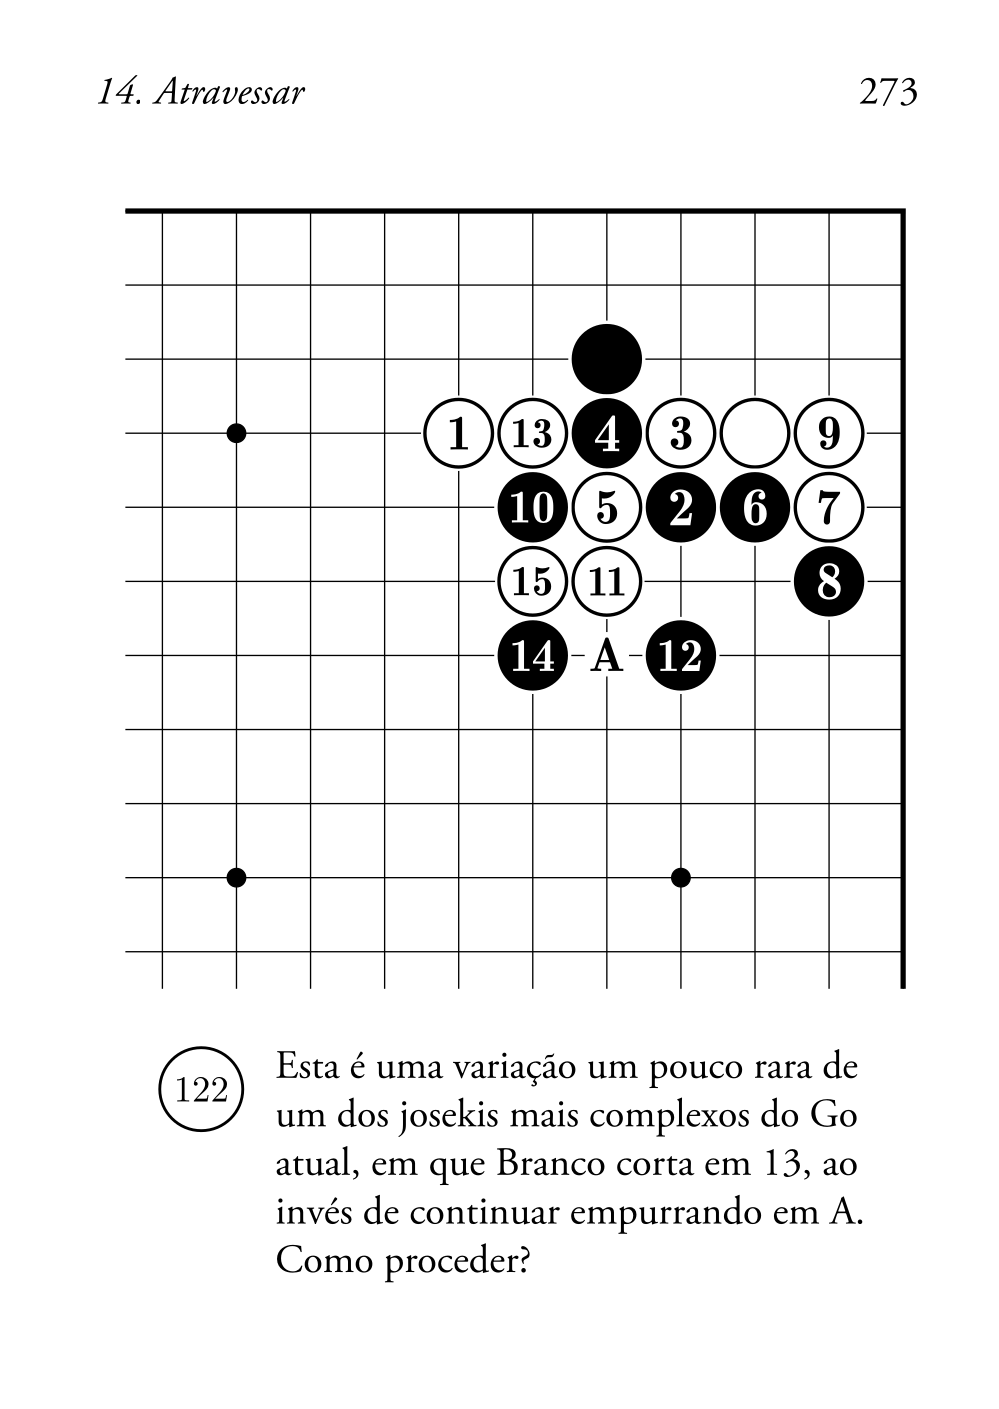 14. Atravessar 273
1 13 4 3 9
10 5 2 6 7
15 11 8
14 A 12
122 Esta é uma variação um pouco rara de
um dos josekis mais complexos do Go
atual, em que Branco corta em 13, ao
invés de continuar empurrando em A.
Como proceder?